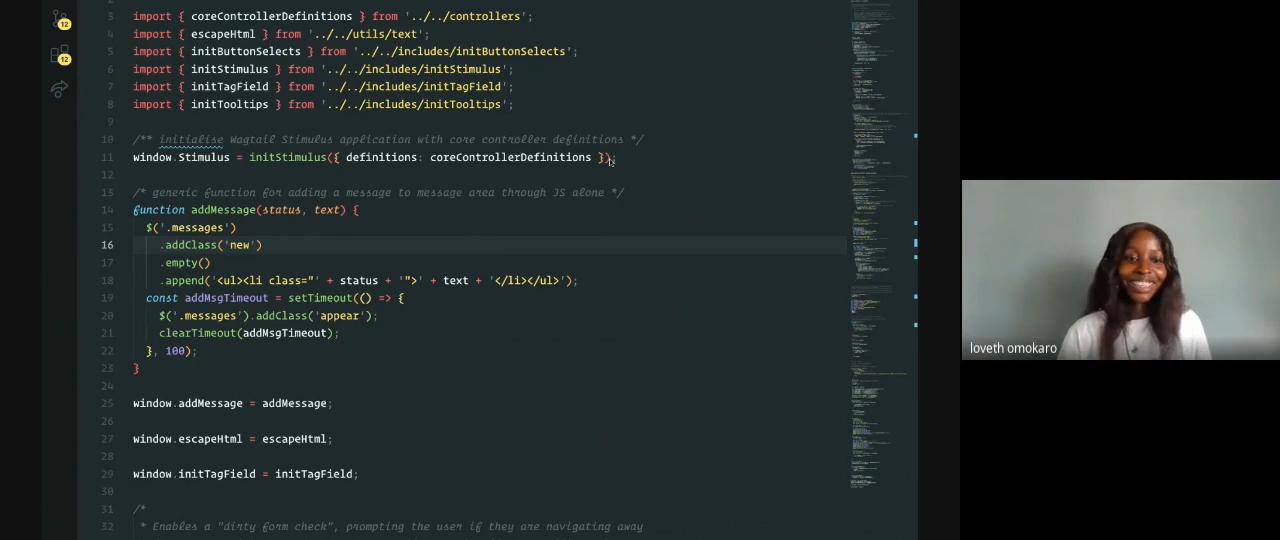 12
12
2
3 import { coreControllerDefinitions } from '../../controllers';
4 import { escapeHtml } from '../../utils/text';
5 import { initButtonSelects } from '../../includes/initButtonSelects';
6 import { initStimulus } from '../../includes/initStimulus';
7 import { initTagField } from '../../includes/initTagField';
8 import { initTooltips } from '../../includes/initTooltips';
9
10 /** initialise Wagtail Stimulus application with core controller definitions */
11 window.Stimulus = initStimulus({ definitions: coreControllerDefinitions });
12
13 /* generic function for adding a message to message area through JS alone */
14 function addMessage(status, text) {
15 $('.messages')
16 .addClass('new')
17 .empty()
18 .append('<ul><li class="' + status + '">' + text + '</li></ul>');
19 const addMsgTimeout = setTimeout(() => {
20 $('.messages').addClass('appear');
21 clearTimeout(addMsgTimeout);
22 }, 100);
23 }
24
25 window.addMessage = addMessage;
26
27 window.escapeHtml = escapeHtml;
28
29 window.initTagField = initTagField;
30
31 /*
32 * Enables a "dirty form check", prompting the user if they are navigating away
loveth omokaro